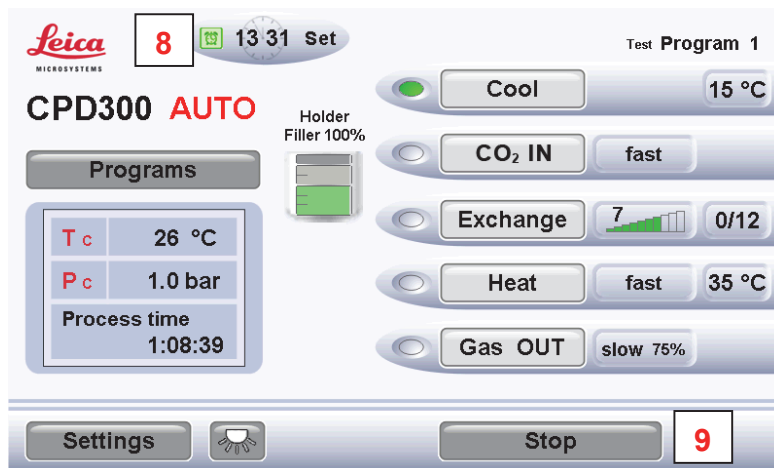 Leica
MICROSYSTEMS
8
13:31 Set
Test Program 1
CPD300 AUTO
Holder
Filler 100%
Programs
Tc 26 °C
Pc 1.0 bar
Process time
1:08:39
Cool 15 °C
CO₂ IN fast
Exchange 7 0/12
Heat fast 35 °C
Gas OUT slow 75%
Settings
Stop
9